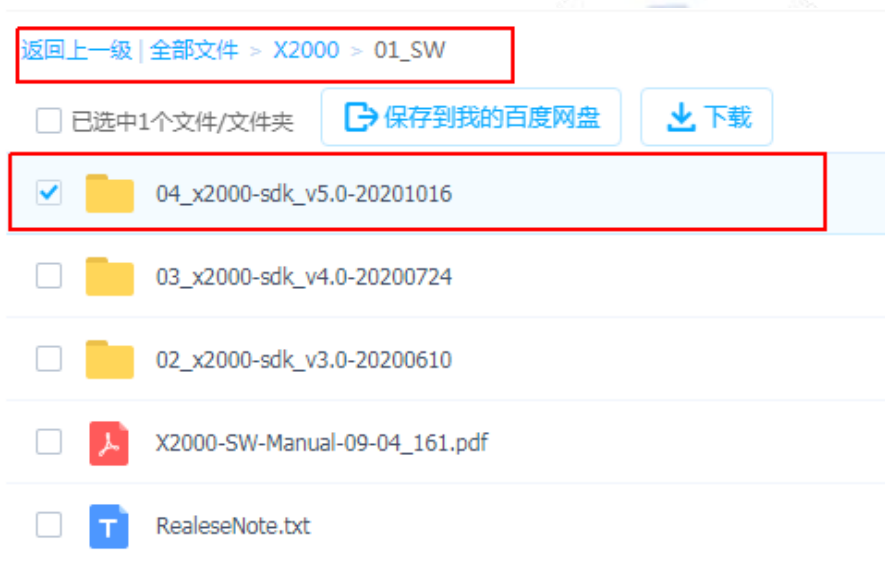 返回上一级 | 全部文件 > X2000 > 01_SW
已选中1个文件/文件夹 保存到我的百度网盘 下载
04_x2000-sdk_v5.0-20201016
03_x2000-sdk_v4.0-20200724
02_x2000-sdk_v3.0-20200610
X2000-SW-Manual-09-04_161.pdf
RealeseNote.txt